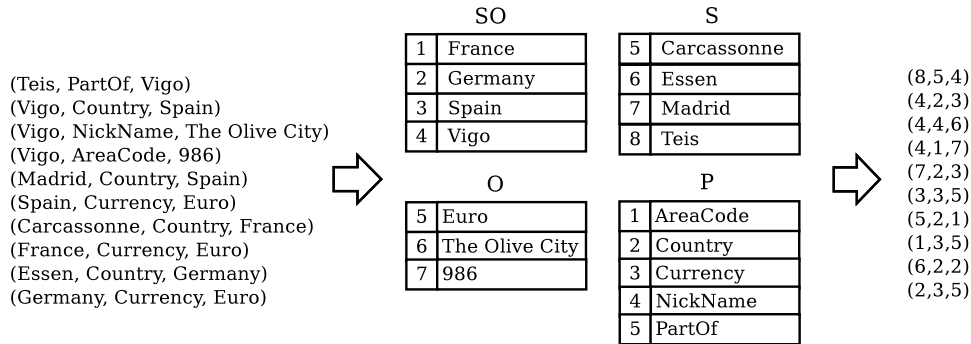 (Teis, PartOf, Vigo)
(Vigo, Country, Spain)
(Vigo, NickName, The Olive City)
(Vigo, AreaCode, 986)
(Madrid, Country, Spain)
(Spain, Currency, Euro)
(Carcassonne, Country, France)
(France, Currency, Euro)
(Essen, Country, Germany)
(Germany, Currency, Euro)
SO
1 France
2 Germany
3 Spain
4 Vigo
S
5 Carcassonne
6 Essen
7 Madrid
8 Teis
O
5 Euro
6 The Olive City
7 986
P
1 AreaCode
2 Country
3 Currency
4 NickName
5 PartOf
(8,5,4)
(4,2,3)
(4,4,6)
(4,1,7)
(7,2,3)
(3,3,5)
(5,2,1)
(1,3,5)
(6,2,2)
(2,3,5)